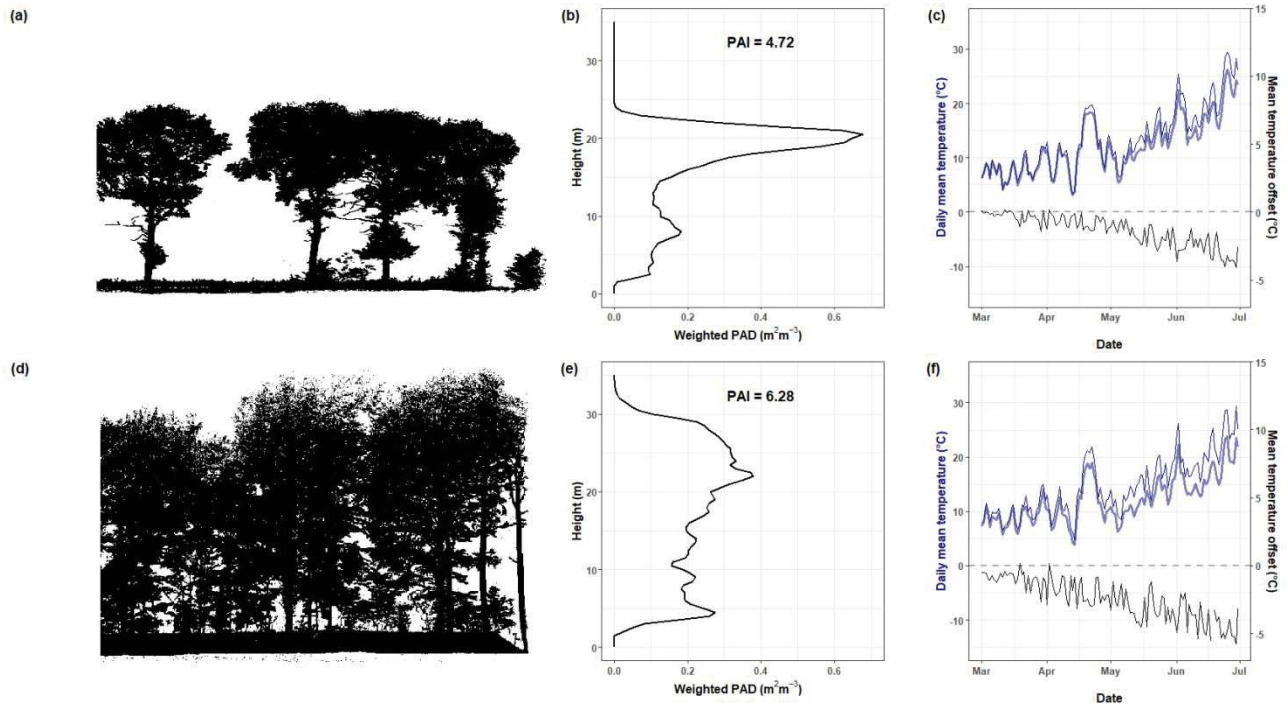 (a)
(b)
PAI = 4.72
Height (m)
30
20
10
0
0.0 0.2 0.4 0.6
Weighted PAD (m²m⁻³)
(c)
Daily mean temperature (°C)
30
20
10
0
-10
Mean temperature offset (°C)
15
10
5
0
-5
Mar Apr May Jun Jul
Date
(d)
(e)
PAI = 6.28
Height (m)
30
20
10
0
0.0 0.2 0.4 0.6
Weighted PAD (m²m⁻³)
(f)
Daily mean temperature (°C)
30
20
10
0
-10
Mean temperature offset (°C)
15
10
5
0
-5
Mar Apr May Jun Jul
Date